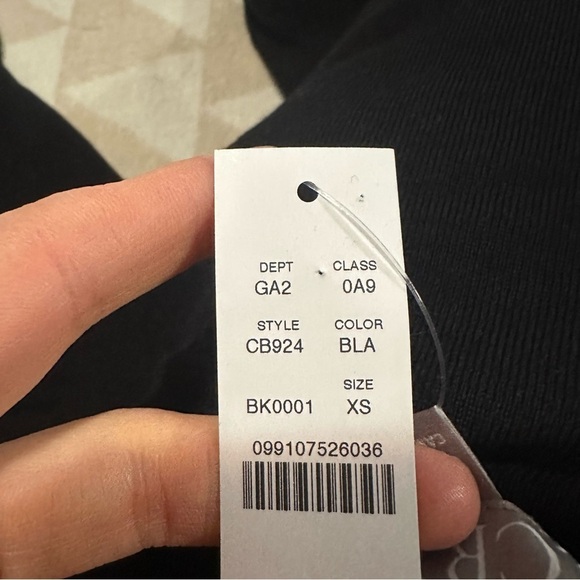 DEPT CLASS
GA2 0A9
STYLE COLOR
CB924 BLA
SIZE
BK0001 XS
099107526036